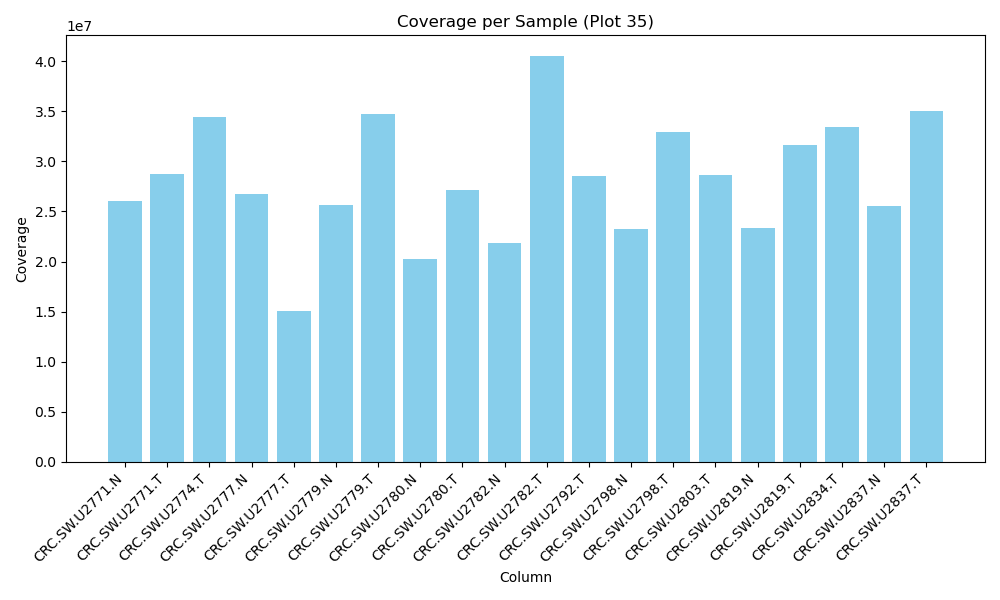 Coverage per Sample (Plot 35)
1e7
4.0
3.5
3.0
2.5
2.0
1.5
1.0
0.5
0.0
Coverage
CRC.SW.U2771.N
CRC.SW.U2771.T
CRC.SW.U2774.T
CRC.SW.U2777.N
CRC.SW.U2777.T
CRC.SW.U2779.N
CRC.SW.U2779.T
CRC.SW.U2780.N
CRC.SW.U2780.T
CRC.SW.U2782.N
CRC.SW.U2782.T
CRC.SW.U2792.T
CRC.SW.U2798.N
CRC.SW.U2798.T
CRC.SW.U2803.T
CRC.SW.U2819.N
CRC.SW.U2819.T
CRC.SW.U2834.T
CRC.SW.U2837.N
CRC.SW.U2837.T
Column